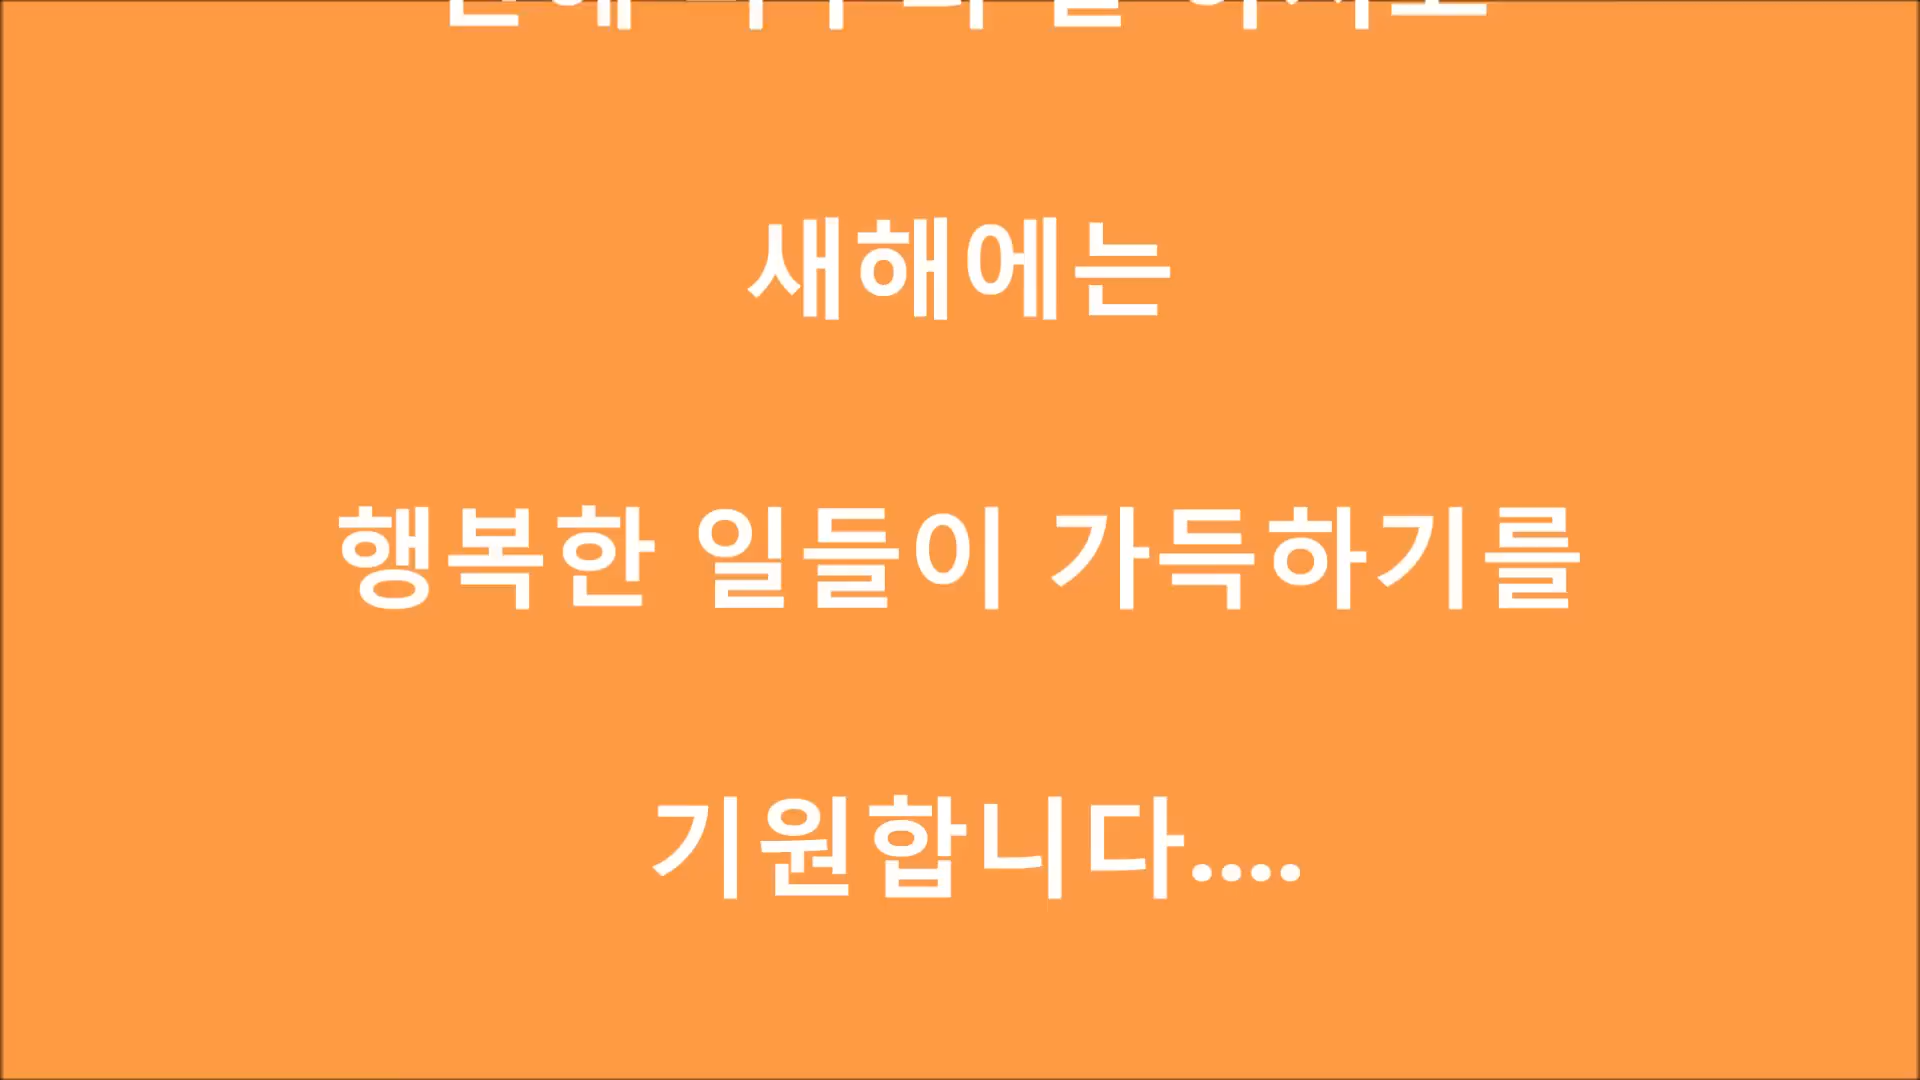 새해에는
행복한 일들이 가득하기를
기원합니다....